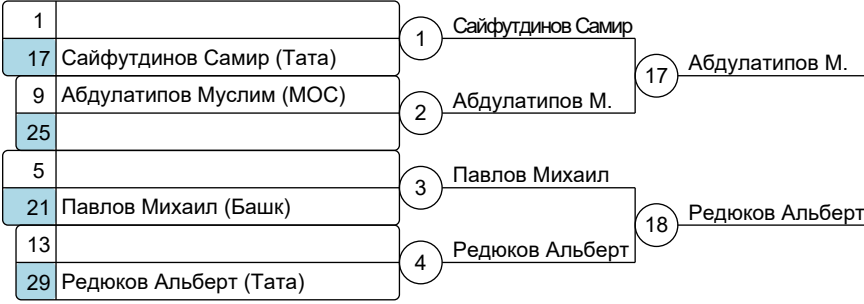 1
17 Сайфутдинов Самир (Тата)
1
Сайфутдинов Самир
9 Абдулатипов Муслим (МОС)
25
2
Абдулатипов М.
17
Абдулатипов М.
5
21 Павлов Михаил (Башк)
3
Павлов Михаил
13
29 Редюков Альберт (Тата)
4
Редюков Альберт
18
Редюков Альберт